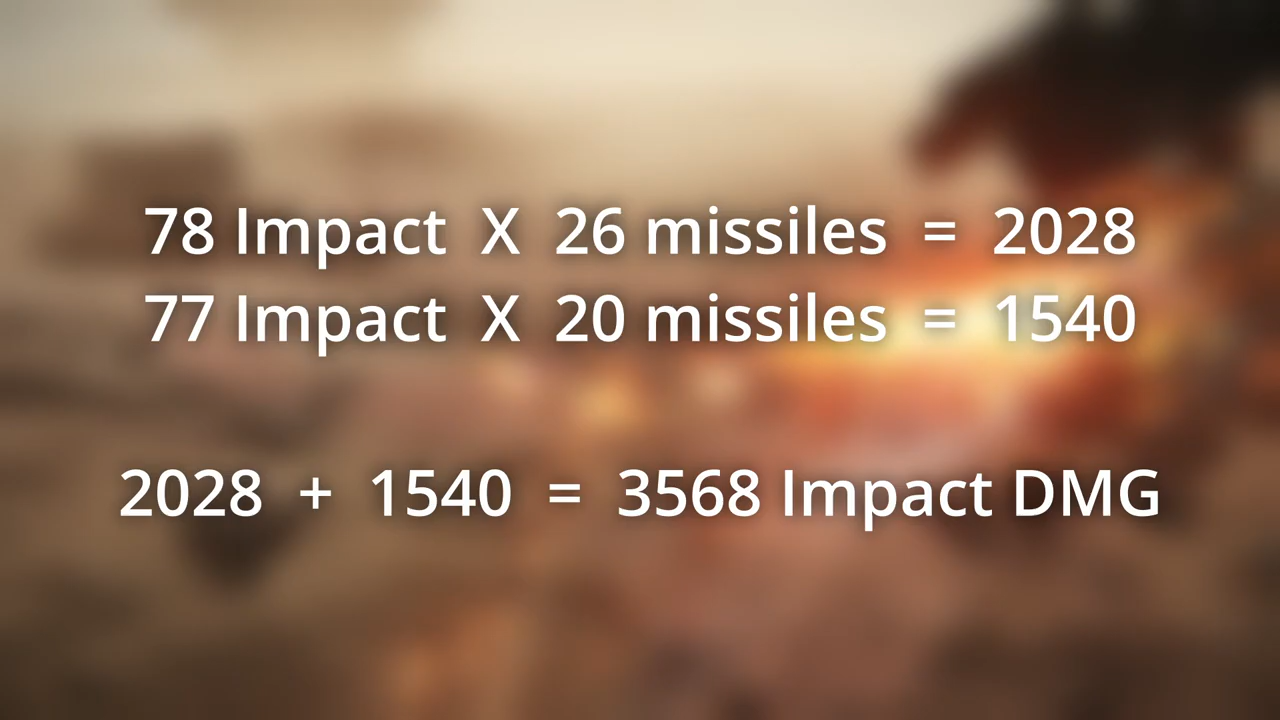 78 Impact X 26 missiles = 2028
77 Impact X 20 missiles = 1540
2028 + 1540 = 3568 Impact DMG